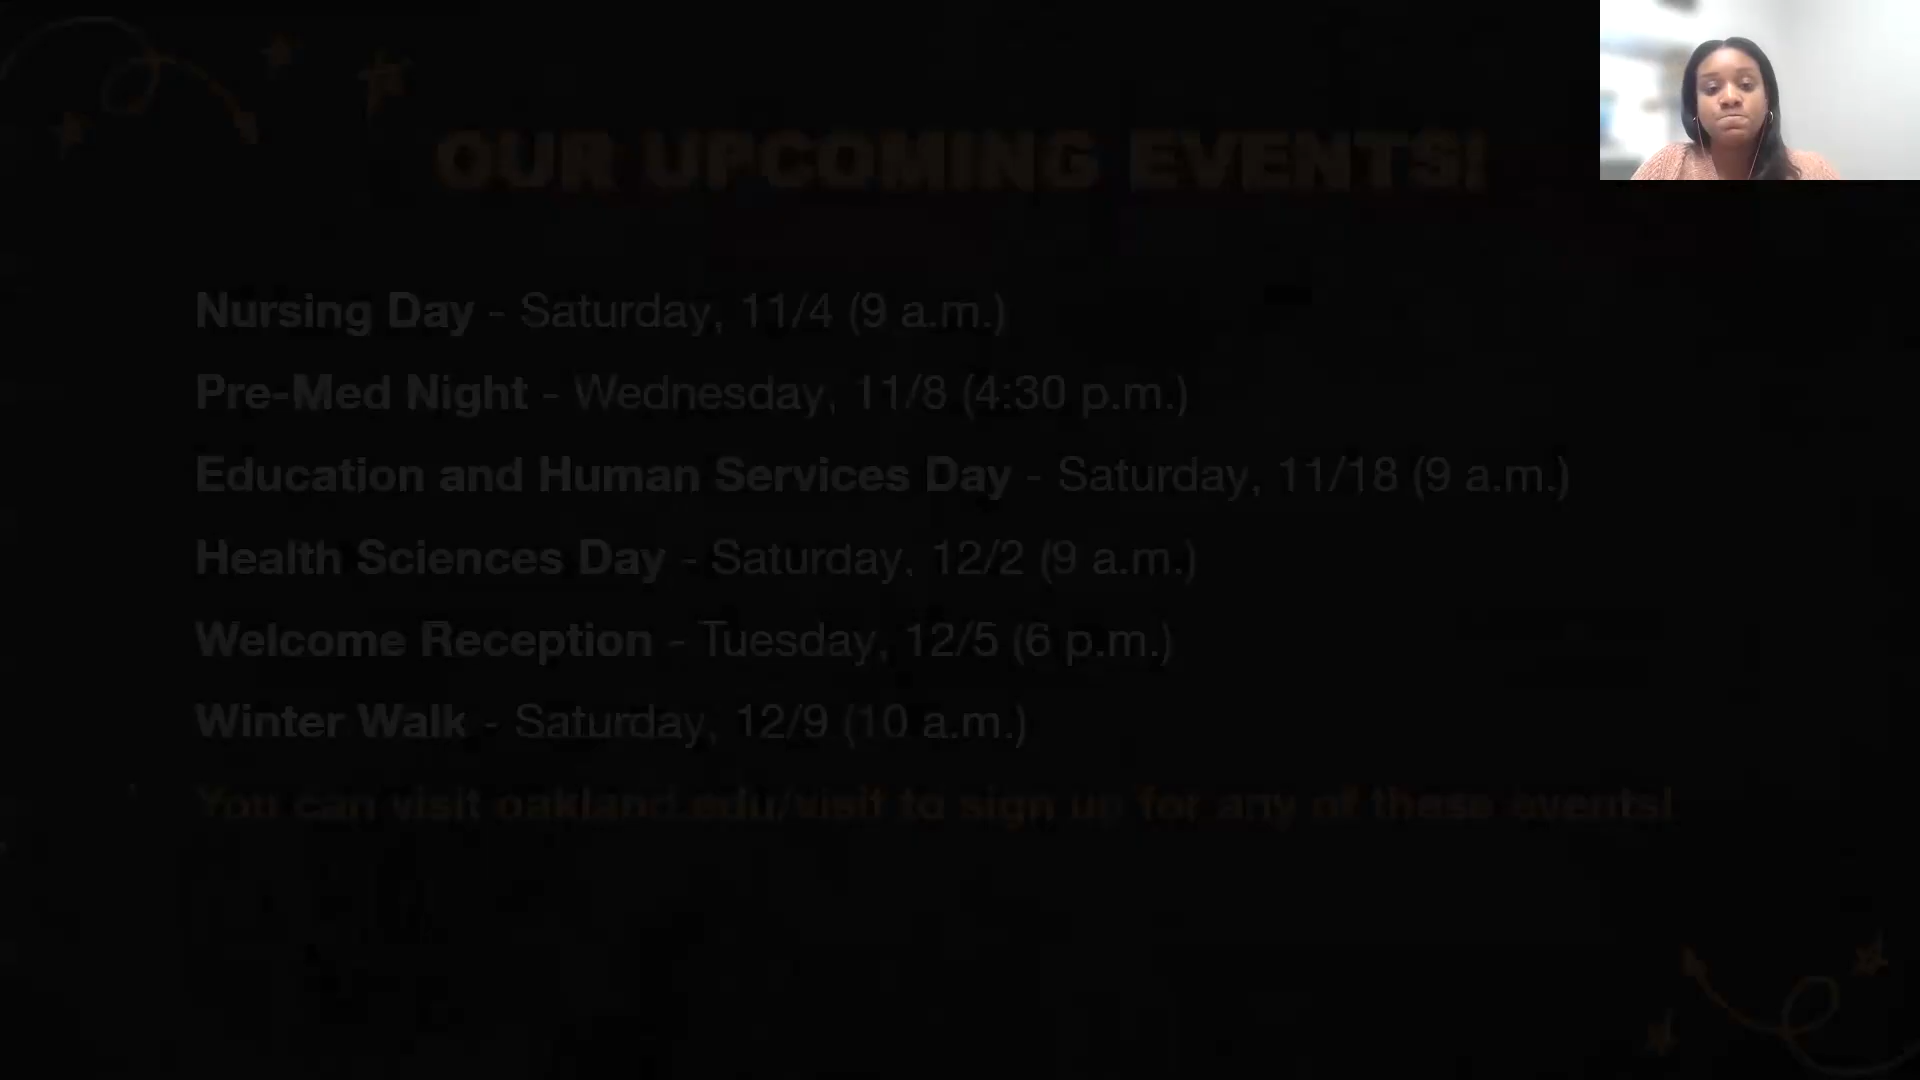 OUR UPCOMING EVENTS!
Nursing Day - Saturday, 11/4 (9 a.m.)
Pre-Med Night - Wednesday, 11/8 (4:30 p.m.)
Education and Human Services Day - Saturday, 11/18 (9 a.m.)
Health Sciences Day - Saturday, 12/2 (9 a.m.)
Welcome Reception - Tuesday, 12/5 (6 p.m.)
Winter Walk - Saturday, 12/9 (10 a.m.)
You can visit oakland.edu/visit to sign up for any of these events!